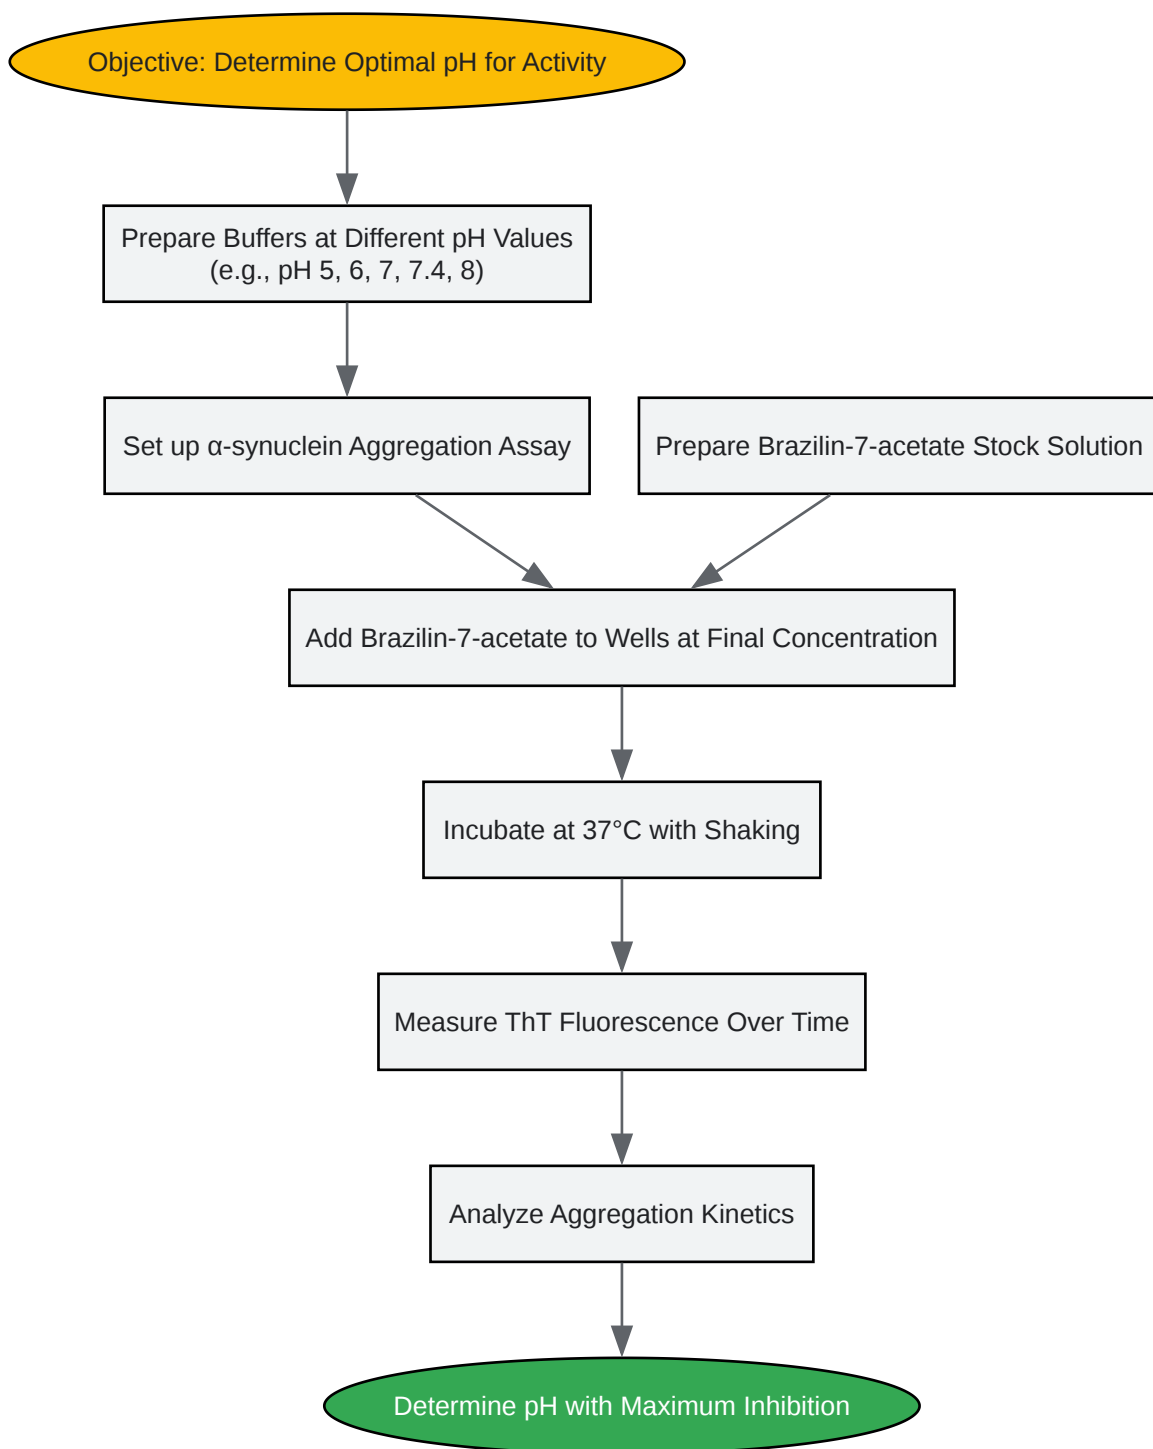 Objective: Determine Optimal pH for Activity
Prepare Buffers at Different pH Values
(e.g., pH 5, 6, 7, 7.4, 8)
Set up α-synuclein Aggregation Assay
Prepare Brazilin-7-acetate Stock Solution
Add Brazilin-7-acetate to Wells at Final Concentration
Incubate at 37°C with Shaking
Measure ThT Fluorescence Over Time
Analyze Aggregation Kinetics
Determine pH with Maximum Inhibition